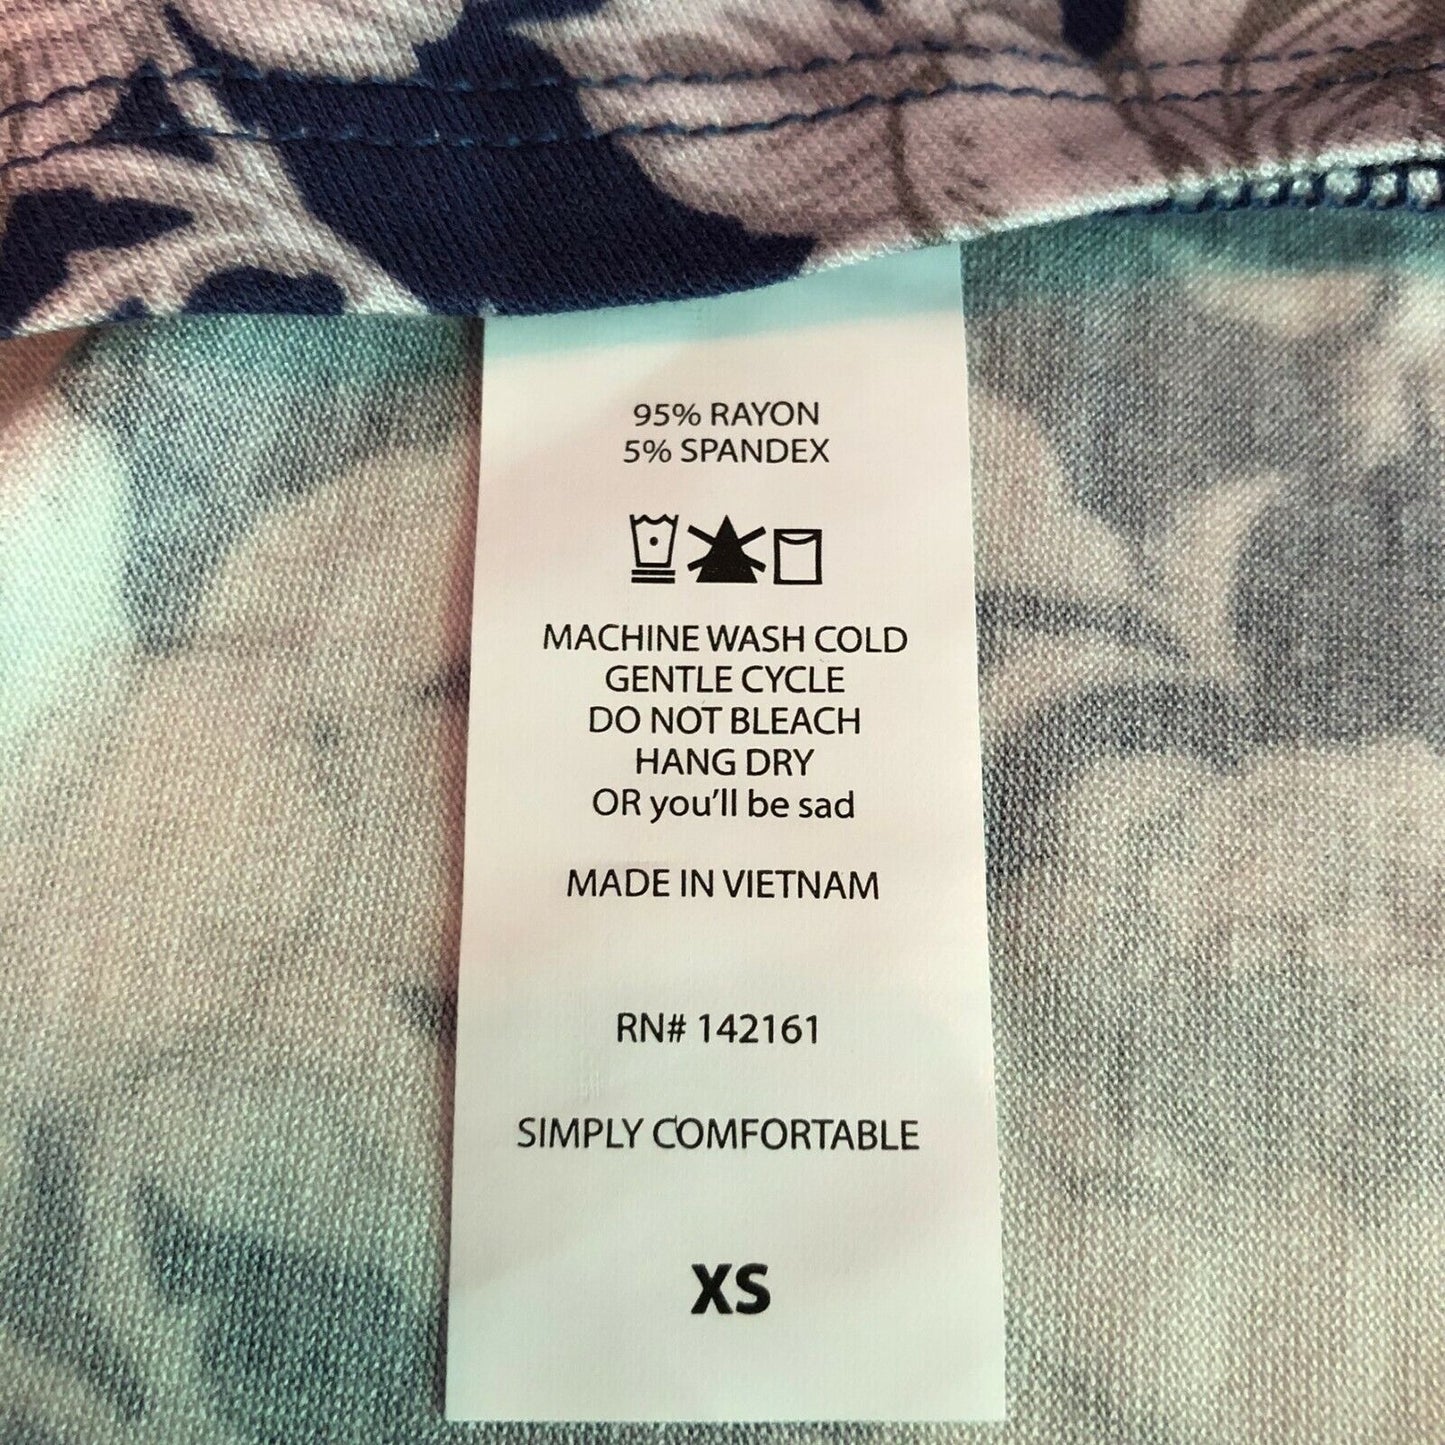 95% RAYON
5% SPANDEX
MACHINE WASH COLD
GENTLE CYCLE
DO NOT BLEACH
HANG DRY
OR you'll be sad
MADE IN VIETNAM
RN# 142161
SIMPLY COMFORTABLE
XS